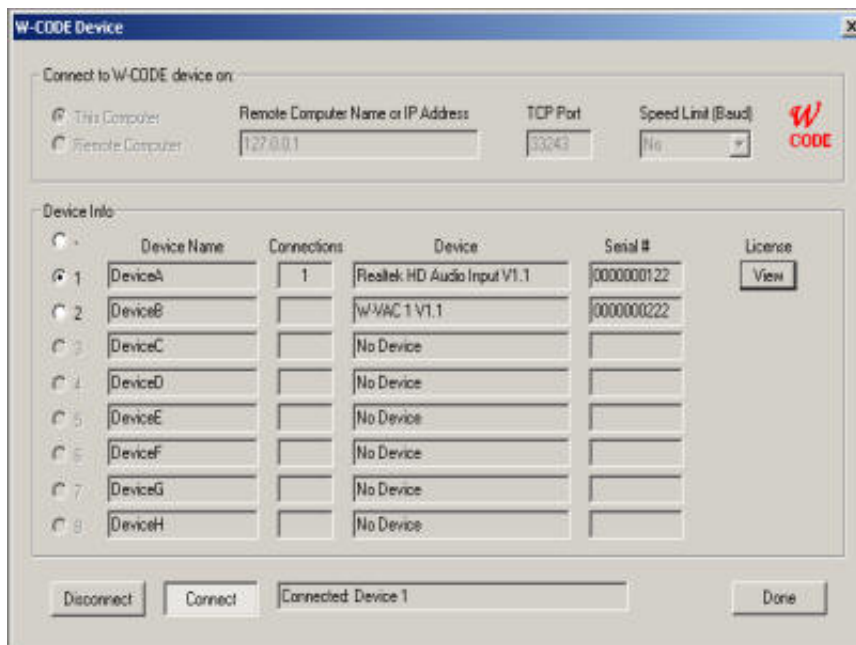 W-CODE Device
Connect to W-CODE device on:
This Computer
Remote Computer Name or IP Address
TCP Port
Speed Limit (Baud)
W
CODE
Remote Computer
127.0.0.1
33243
No
Device Info
-
Device Name
Connections
Device
Serial #
License
1 DeviceA 1 Realtek HD Audio Input V1.1 0000000122 View
2 DeviceB W-VAC 1 V1.1 0000000222
3 DeviceC No Device
4 DeviceD No Device
5 DeviceE No Device
6 DeviceF No Device
7 DeviceG No Device
8 DeviceH No Device
Disconnect Connect Connected: Device 1 Done